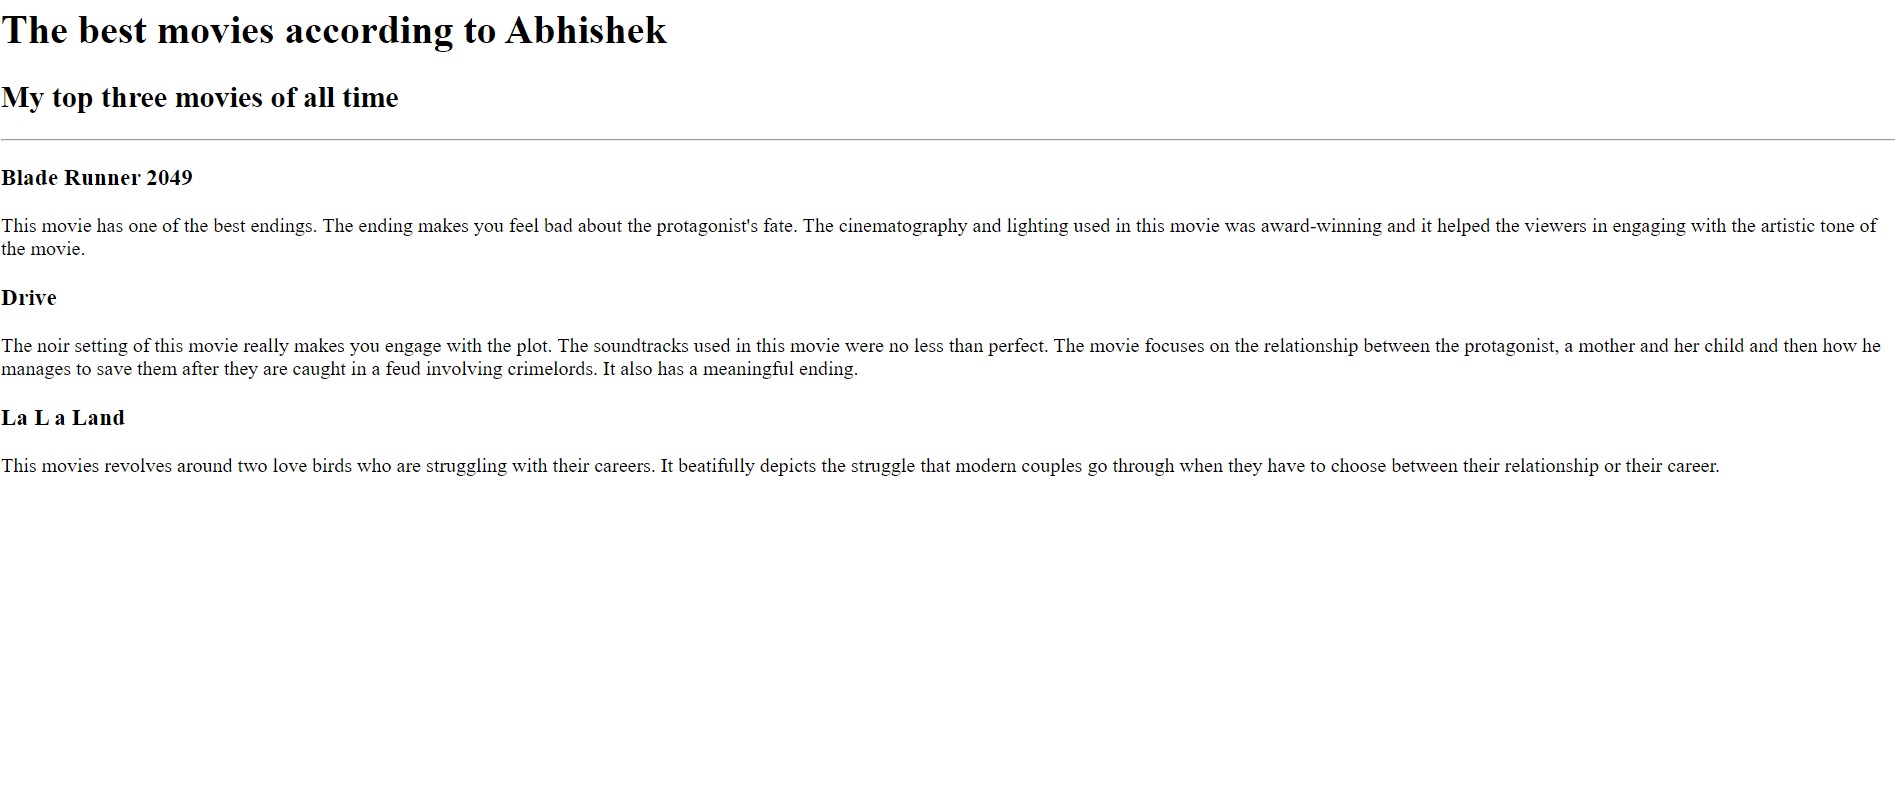 The best movies according to Abhishek
My top three movies of all time
Blade Runner 2049
This movie has one of the best endings. The ending makes you feel bad about the protagonist's fate. The cinematography and lighting used in this movie was award-winning and it helped the viewers in engaging with the artistic tone of
the movie.
Drive
The noir setting of this movie really makes you engage with the plot. The soundtracks used in this movie were no less than perfect. The movie focuses on the relationship between the protagonist, a mother and her child and then how he
manages to save them after they are caught in a feud involving crimelords. It also has a meaningful ending.
La L a Land
This movies revolves around two love birds who are struggling with their careers. It beatifully depicts the struggle that modern couples go through when they have to choose between their relationship or their career.